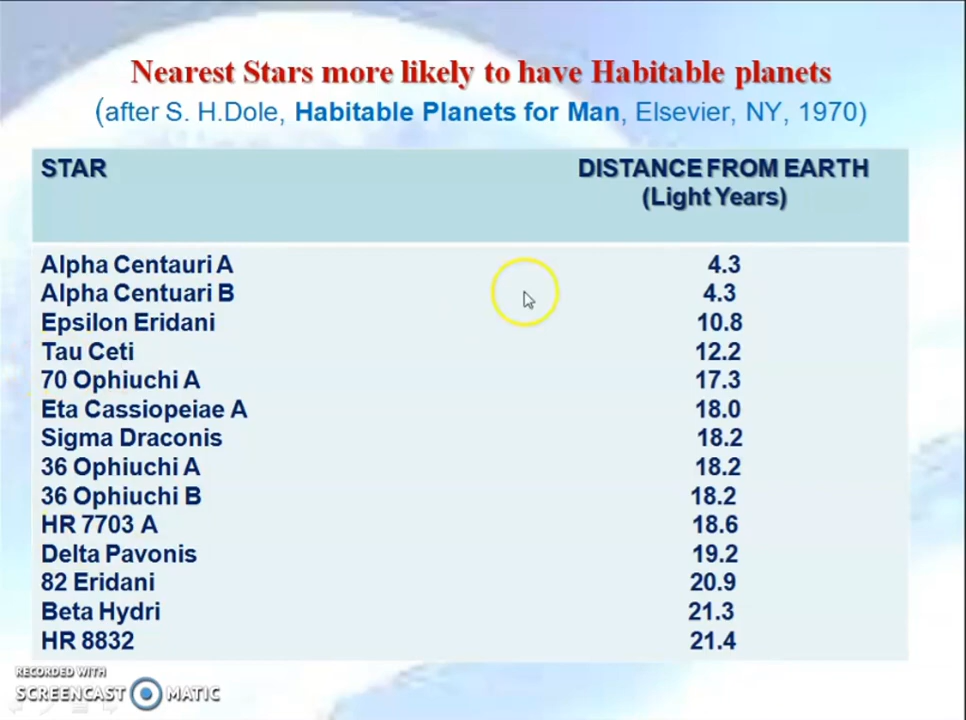 Nearest Stars more likely to have Habitable planets
(after S. H.Dole, Habitable Planets for Man, Elsevier, NY, 1970)
STAR DISTANCE FROM EARTH
(Light Years)
Alpha Centauri A 4.3
Alpha Centuari B 4.3
Epsilon Eridani 10.8
Tau Ceti 12.2
70 Ophiuchi A 17.3
Eta Cassiopeiae A 18.0
Sigma Draconis 18.2
36 Ophiuchi A 18.2
36 Ophiuchi B 18.2
HR 7703 A 18.6
Delta Pavonis 19.2
82 Eridani 20.9
Beta Hydri 21.3
HR 8832 21.4
RECORDED WITH
SCREENCAST MATIC